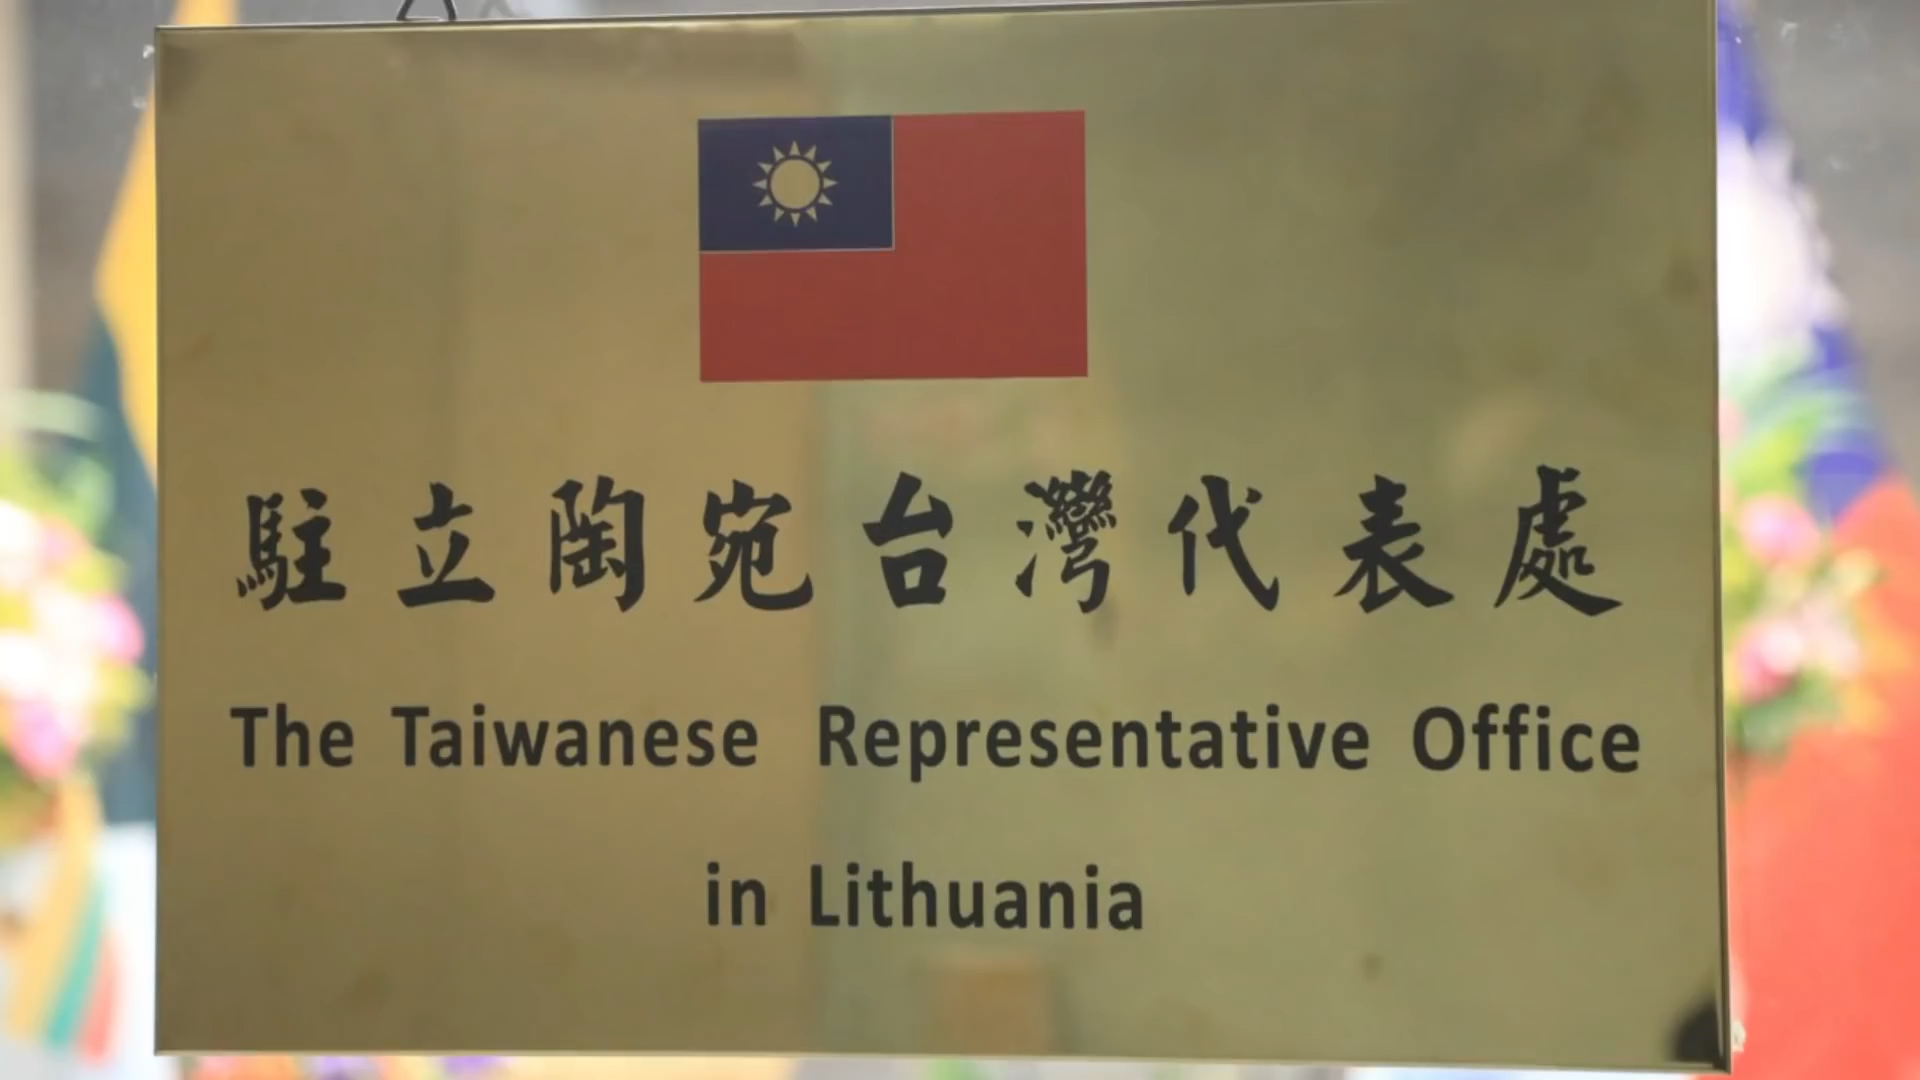 駐立陶宛台灣代表處
The Taiwanese Representative Office
in Lithuania